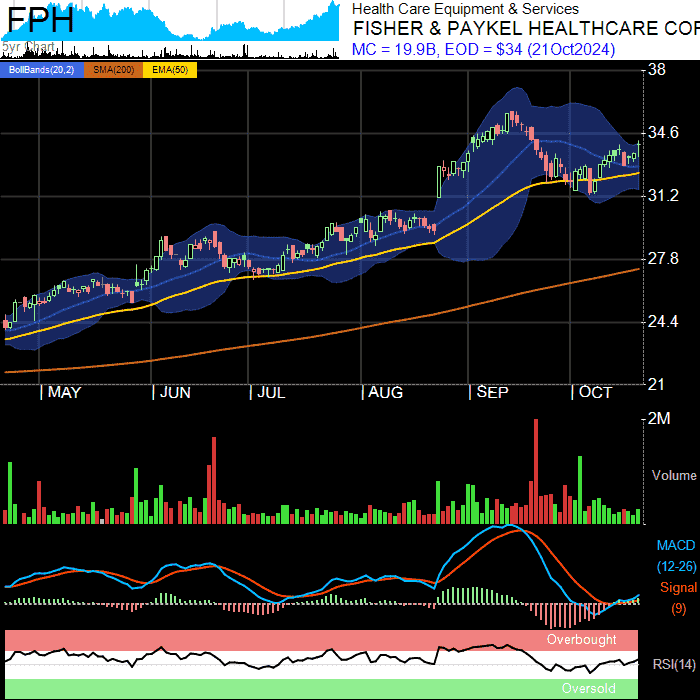 FPH
5yr Chart
Health Care Equipment & Services
FISHER & PAYKEL HEALTHCARE COR
MC = 19.9B, EOD = $34 (21Oct2024)
BollBands(20,2) SMA(200) EMA(50)
38
34.6
31.2
27.8
24.4
21
MAY JUN JUL AUG SEP OCT
2M
Volume
MACD
(12-26)
Signal
(9)
Overbought
RSI(14)
Oversold